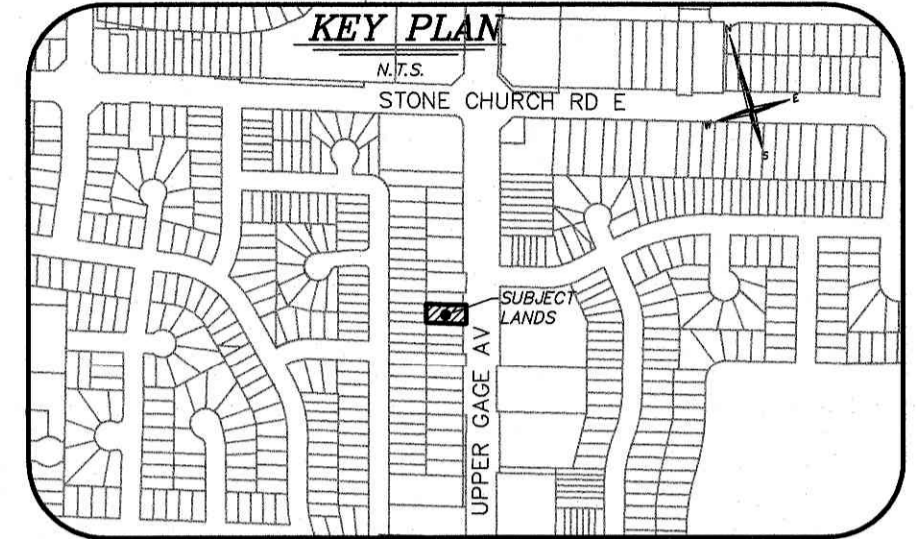 KEY PLAN
N.T.S.
STONE CHURCH RD E
N
E
W
S
SUBJECT
LANDS
UPPER GAGE AV